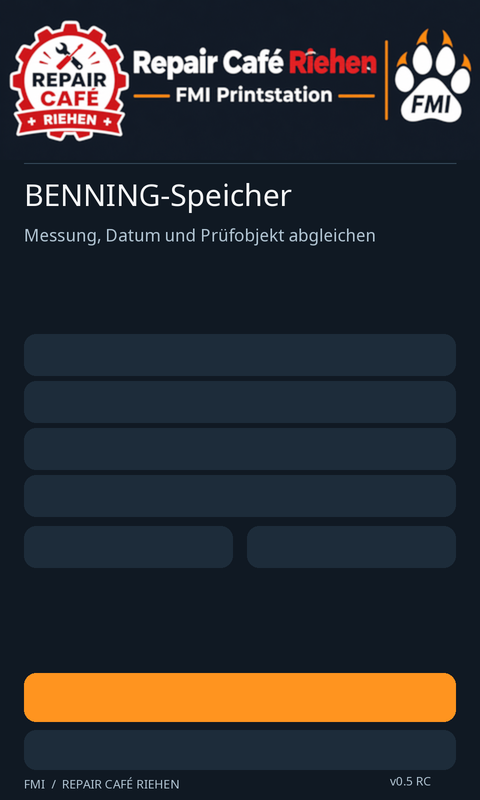 REPAIR
CAFÉ
RIEHEN
Repair Café Riehen
FMI Printstation
FMI
BENNING-Speicher
Messung, Datum und Prüfobjekt abgleichen
FMI / REPAIR CAFÉ RIEHEN
v0.5 RC